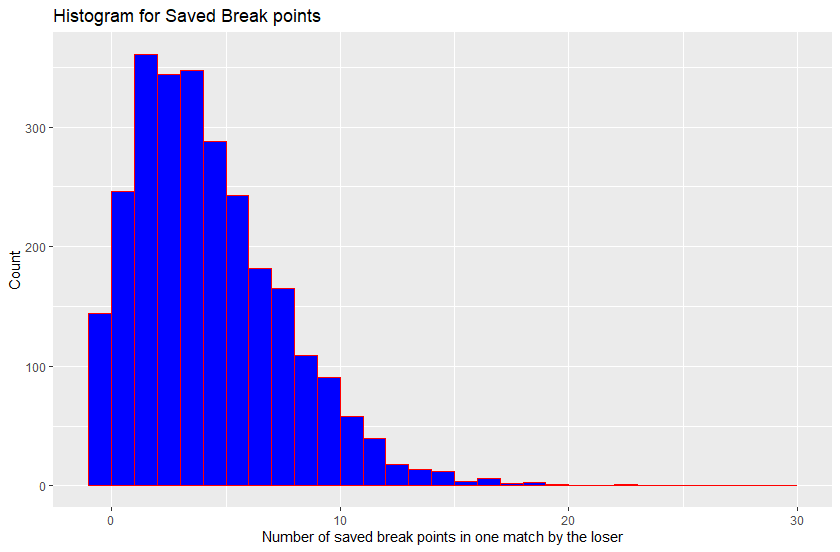 Histogram for Saved Break points
Count
300
200
100
0
0 10 20 30
Number of saved break points in one match by the loser